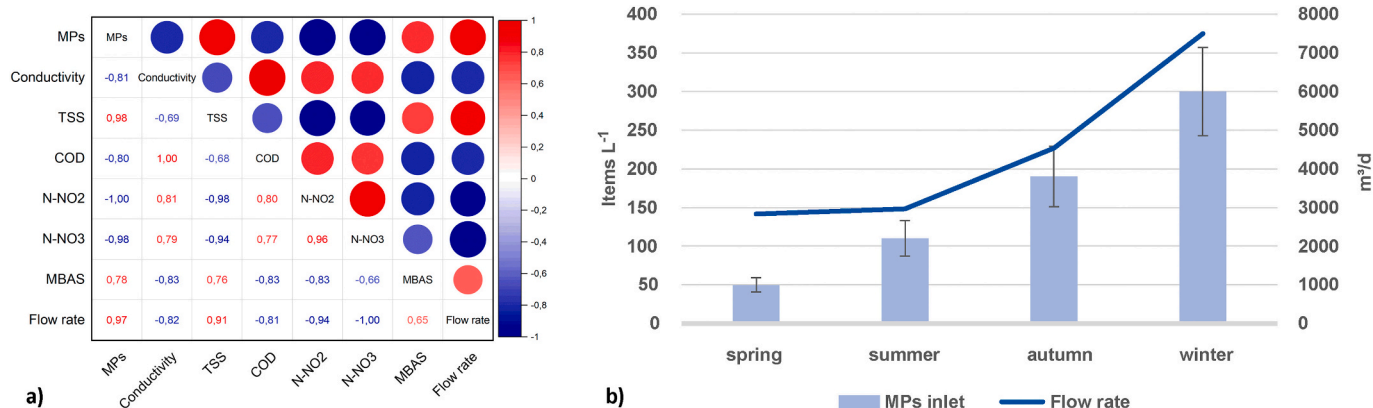 MPs MPs 1
Conductivity -0,81 Conductivity 0,8
TSS 0,98 -0,69 TSS 0,6
COD -0,80 1,00 -0,68 COD 0,4
N-NO2 -1,00 0,81 -0,98 0,80 N-NO2 0,2
N-NO3 -0,98 0,79 -0,94 0,77 0,96 N-NO3 0
MBAS 0,78 -0,83 0,76 -0,83 -0,83 -0,66 MBAS -0,2
Flow rate 0,97 -0,82 0,91 -0,81 -0,94 -1,00 0,65 Flow rate -0,4
-0,6
-0,8
-1
MPs Conductivity TSS COD N-NO2 N-NO3 MBAS Flow rate
a)
400 8000
350 7000
300 6000
250 5000
200 4000
150 3000
100 2000
50 1000
0 0
Items L-1
m³/d
spring summer autumn winter
b)
MPs inlet Flow rate